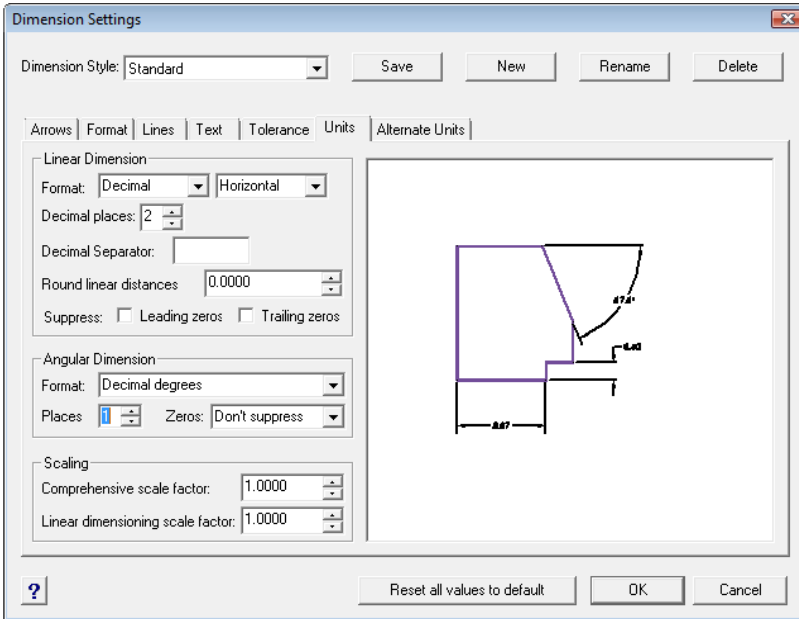 Dimension Settings
Dimension Style: Standard Save New Rename Delete
Arrows Format Lines Text Tolerance Units Alternate Units
Linear Dimension
Format: Decimal Horizontal
Decimal places: 2
Decimal Separator:
Round linear distances 0.0000
Suppress: Leading zeros Trailing zeros
Angular Dimension
Format: Decimal degrees
Places 1 Zeros: Don't suppress
Scaling
Comprehensive scale factor: 1.0000
Linear dimensioning scale factor: 1.0000
? Reset all values to default OK Cancel